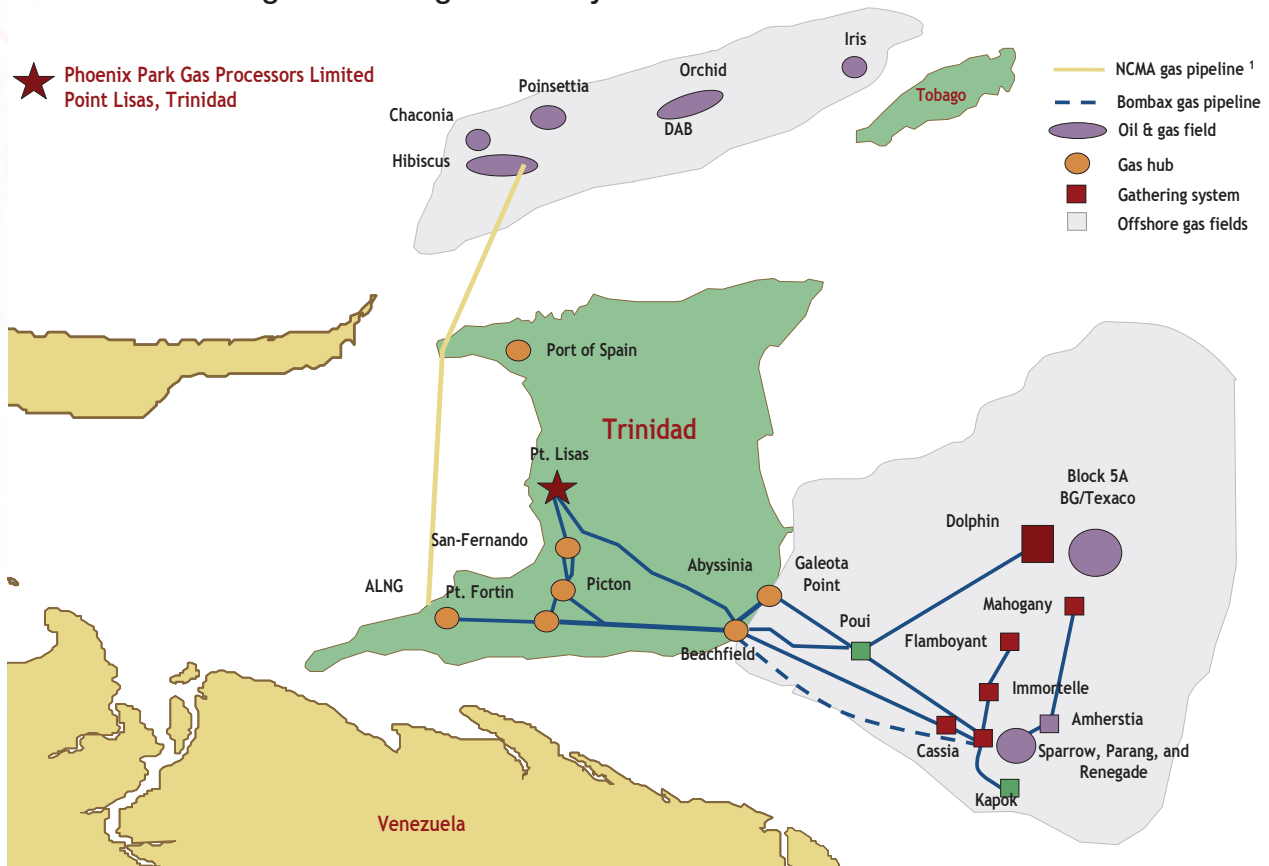 Phoenix Park Gas Processors Limited
Point Lisas, Trinidad
Iris
Orchid
Poinsettia
Chaconia
DAB
Hibiscus
Tobago
NCMA gas pipeline 1
Bombax gas pipeline
Oil & gas field
Gas hub
Gathering system
Offshore gas fields
Port of Spain
Trinidad
Pt. Lisas
San-Fernando
Picton
ALNG
Pt. Fortin
Abyssinia
Galeota
Point
Beachfield
Poui
Block 5A
BG/Texaco
Dolphin
Mahogany
Flamboyant
Immortelle
Amherstia
Cassia
Sparrow, Parang, and
Renegade
Kapok
Venezuela